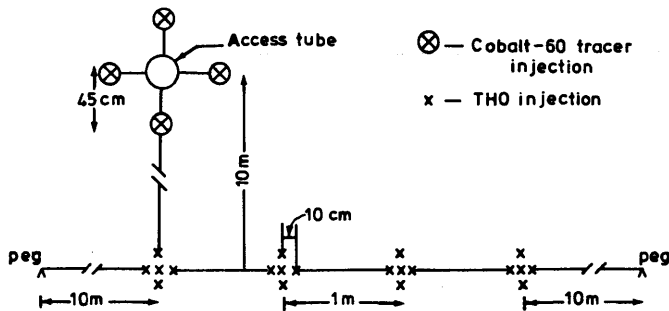 Access tube
⊗ — Cobalt-60 tracer
injection
x — THO injection
45cm
10m
10 cm
peg
peg
10m
1m
10m